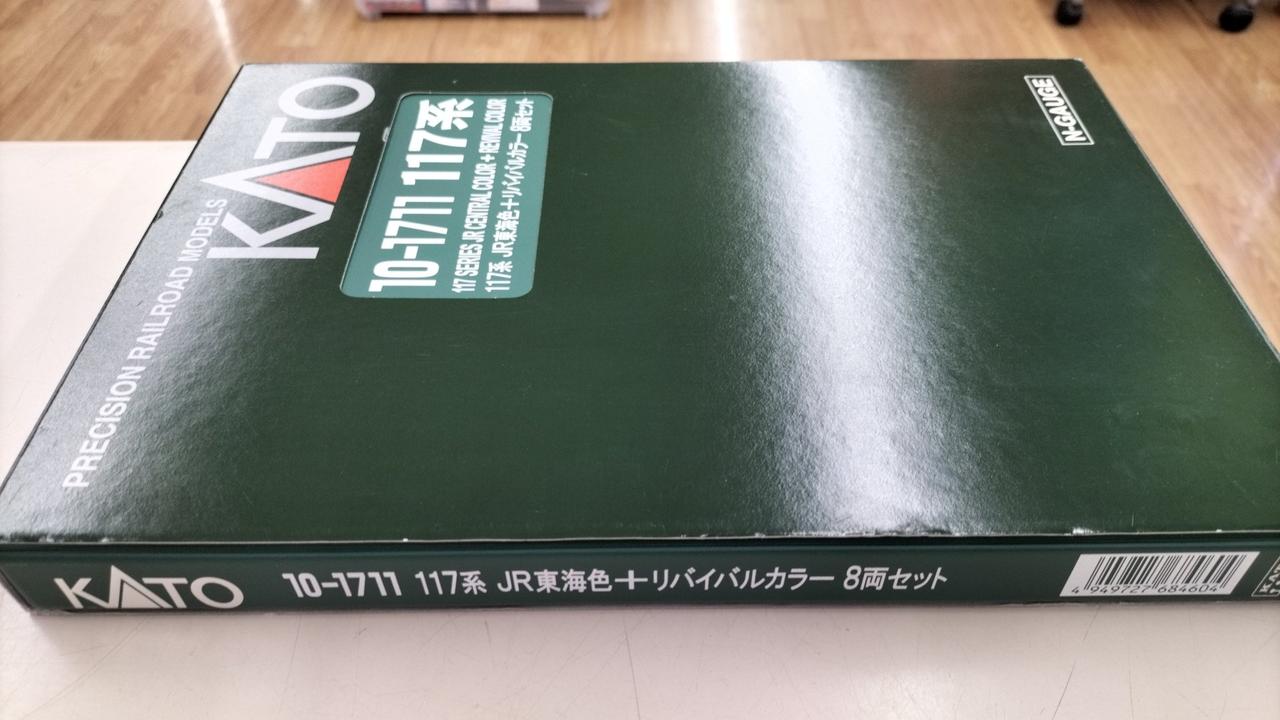 PRECISION RAILROAD MODELS
KATO
10-1711 117系
117 SERIES JR CENTRAL COLOR + REVIVAL COLOR
117系 JR東海色+リバイバルカラー 8両セット
N-GAUGE
KATO 10-1711 117系 JR東海色+リバイバルカラー 8両セット
4 949727 684604